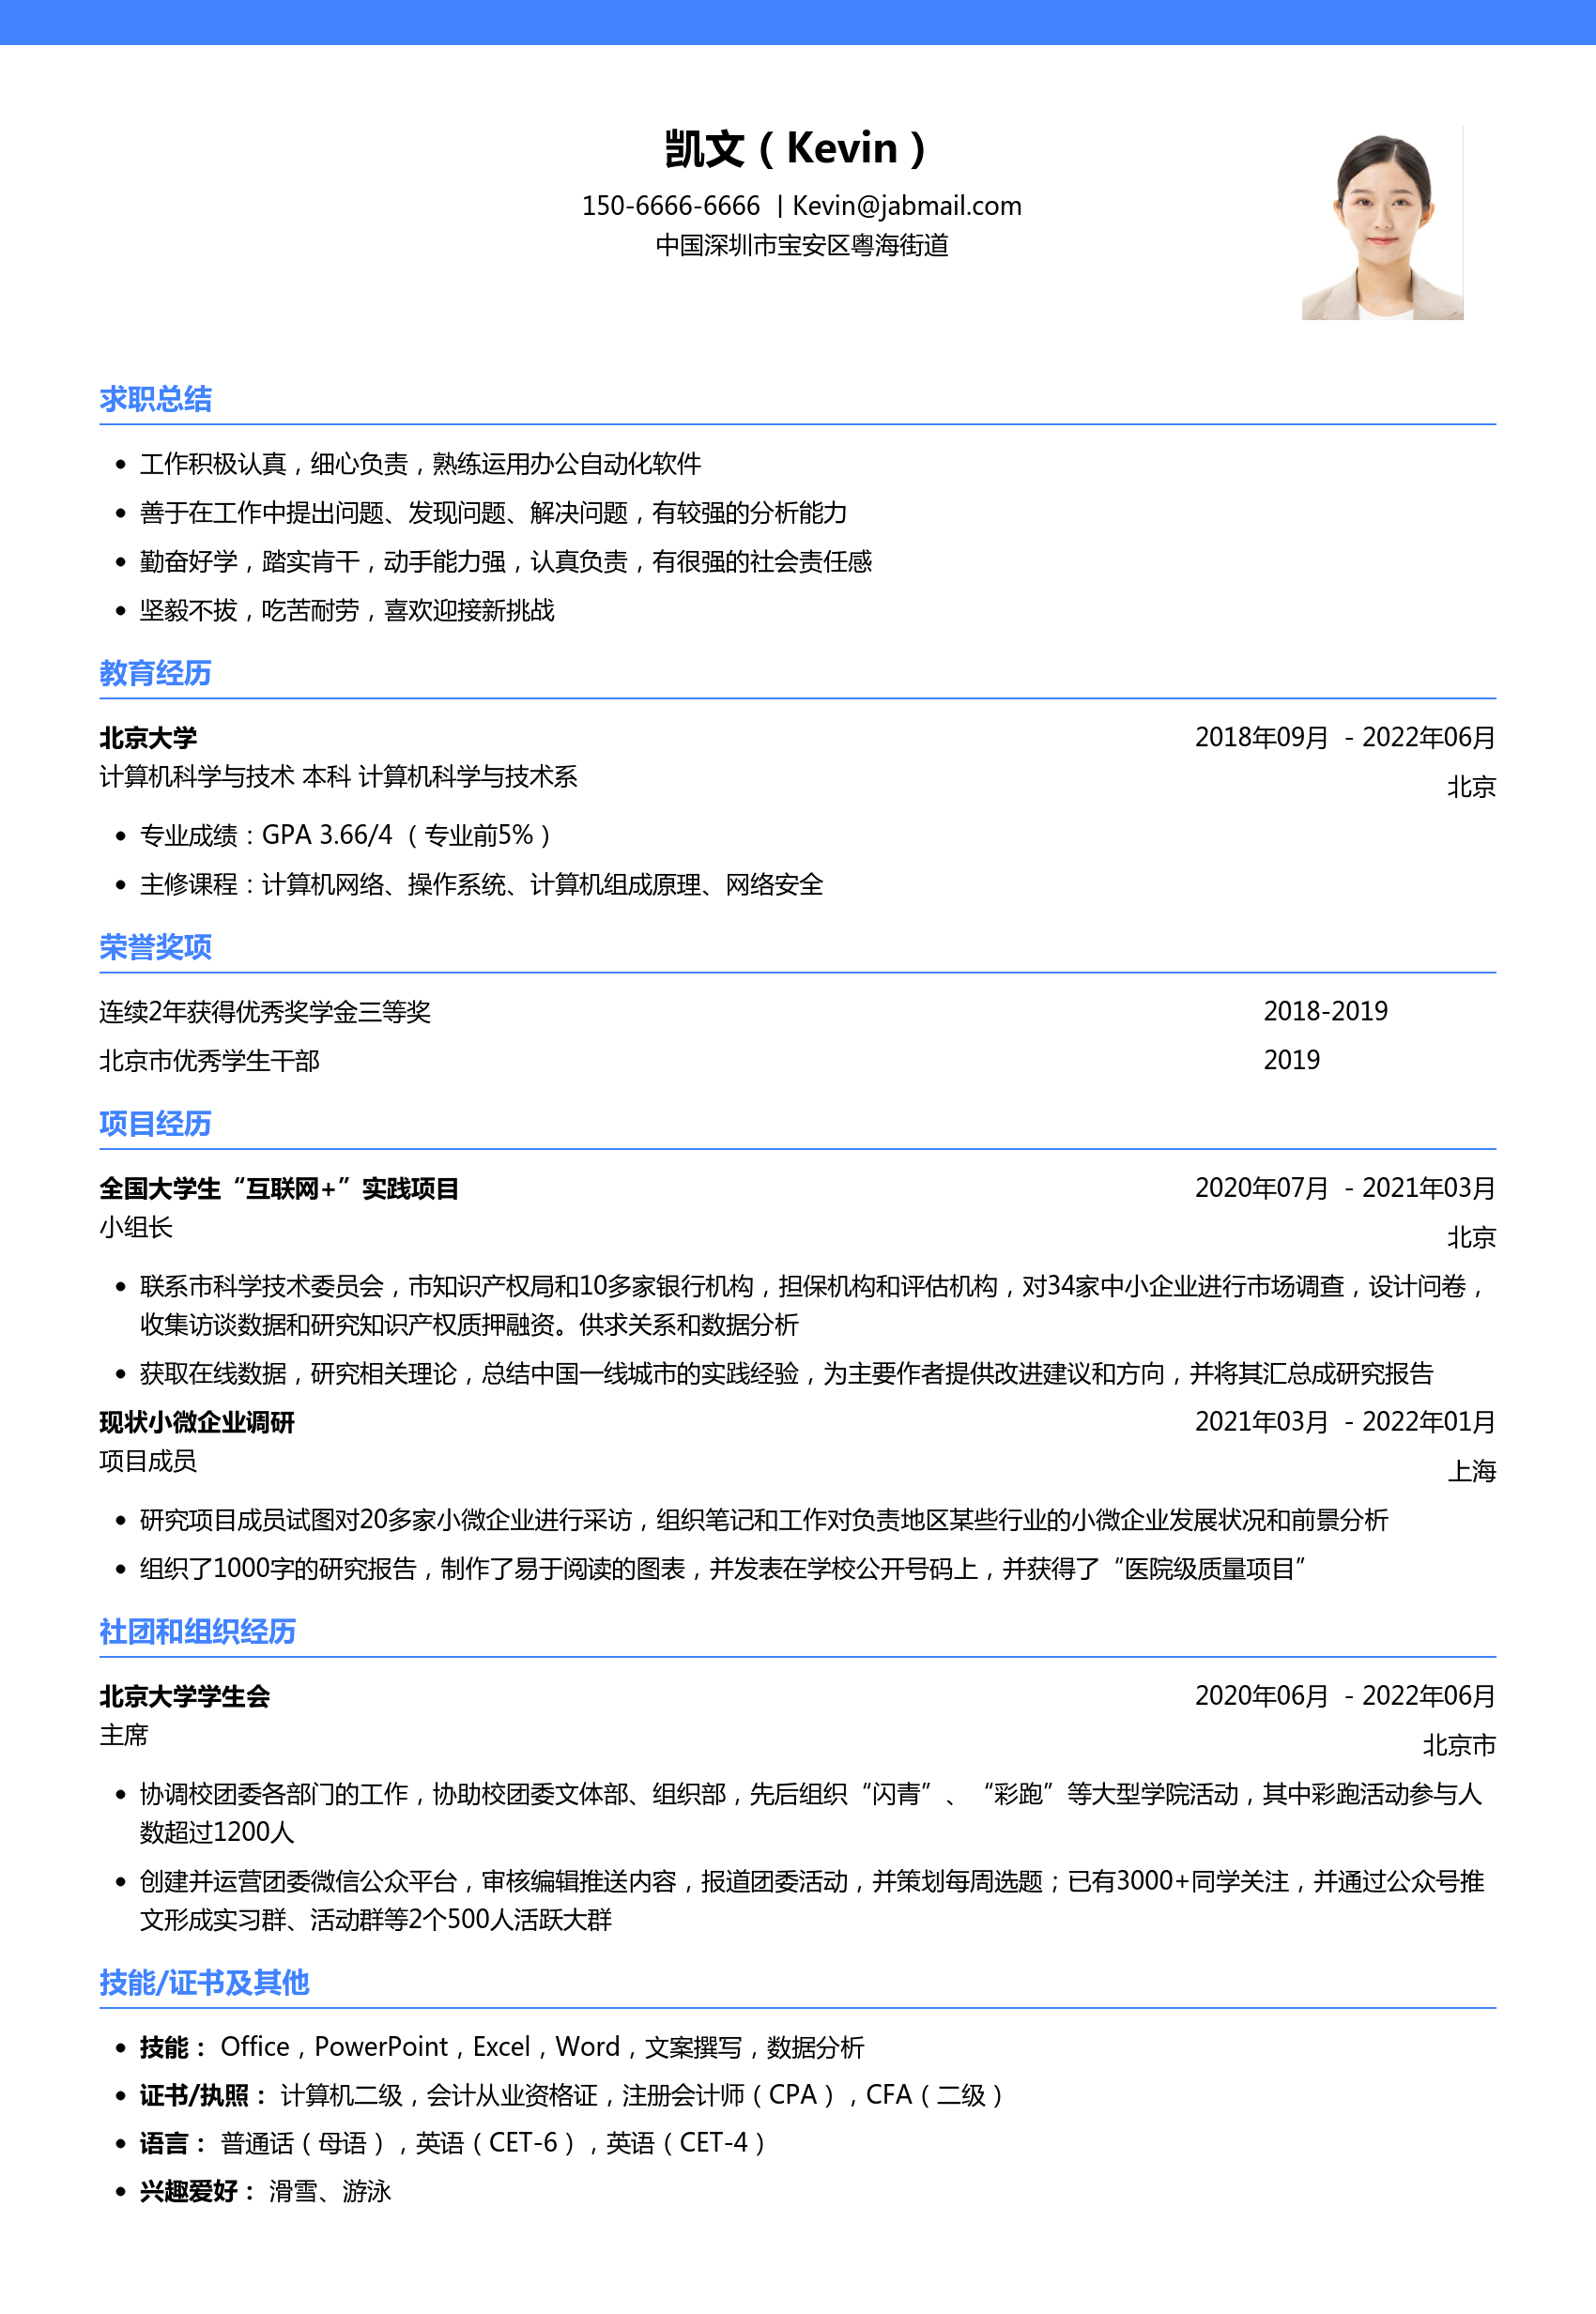 凯文（Kevin）
150-6666-6666 | Kevin@jabmail.com
中国深圳市宝安区粤海街道
求职总结
• 工作积极认真，细心负责，熟练运用办公自动化软件
• 善于在工作中提出问题、发现问题、解决问题，有较强的分析能力
• 勤奋好学，踏实肯干，动手能力强，认真负责，有很强的社会责任感
• 坚毅不拔，吃苦耐劳，喜欢迎接新挑战
教育经历
北京大学 2018年09月 - 2022年06月
计算机科学与技术 本科 计算机科学与技术系 北京
• 专业成绩：GPA 3.66/4 （专业前5%）
• 主修课程：计算机网络、操作系统、计算机组成原理、网络安全
荣誉奖项
连续2年获得优秀奖学金三等奖 2018-2019
北京市优秀学生干部 2019
项目经历
全国大学生“互联网+”实践项目 2020年07月 - 2021年03月
小组长 北京
• 联系市科学技术委员会，市知识产权局和10多家银行机构，担保机构和评估机构，对34家中小企业进行市场调查，设计问卷，
收集访谈数据和研究知识产权质押融资。供求关系和数据分析
• 获取在线数据，研究相关理论，总结中国一线城市的实践经验，为主要作者提供改进建议和方向，并将其汇总成研究报告
现状小微企业调研 2021年03月 - 2022年01月
项目成员 上海
• 研究项目成员试图对20多家小微企业进行采访，组织笔记和工作对负责地区某些行业的小微企业发展状况和前景分析
• 组织了1000字的研究报告，制作了易于阅读的图表，并发表在学校公开号码上，并获得了“医院级质量项目”
社团和组织经历
北京大学学生会 2020年06月 - 2022年06月
主席 北京市
• 协调校团委各部门的工作，协助校团委文体部、组织部，先后组织“闪青”、“彩跑”等大型学院活动，其中彩跑活动参与人
数超过1200人
• 创建并运营团委微信公众平台，审核编辑推送内容，报道团委活动，并策划每周选题；已有3000+同学关注，并通过公众号推
文形成实习群、活动群等2个500人活跃大群
技能/证书及其他
• 技能： Office，PowerPoint，Excel，Word，文案撰写，数据分析
• 证书/执照： 计算机二级，会计从业资格证，注册会计师（CPA），CFA（二级）
• 语言： 普通话（母语），英语（CET-6），英语（CET-4）
• 兴趣爱好： 滑雪、游泳